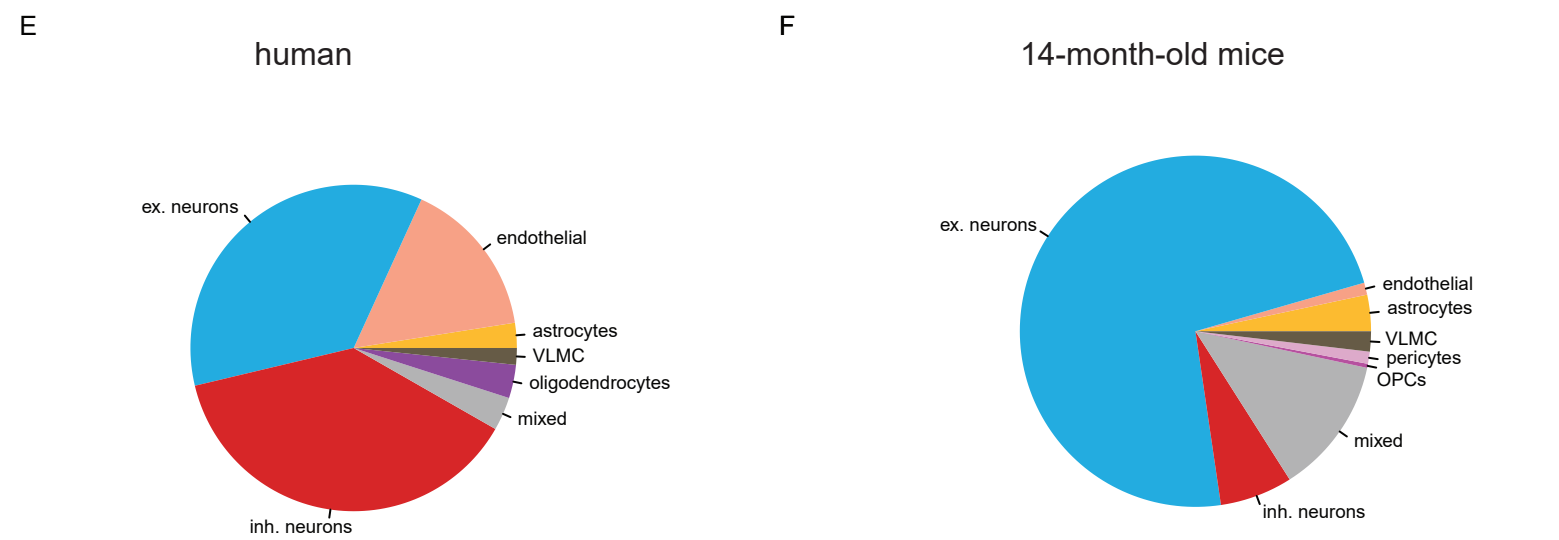 E
human
ex. neurons
endothelial
astrocytes
VLMC
oligodendrocytes
mixed
inh. neurons
F
14-month-old mice
ex. neurons
endothelial
astrocytes
VLMC
pericytes
OPCs
mixed
inh. neurons